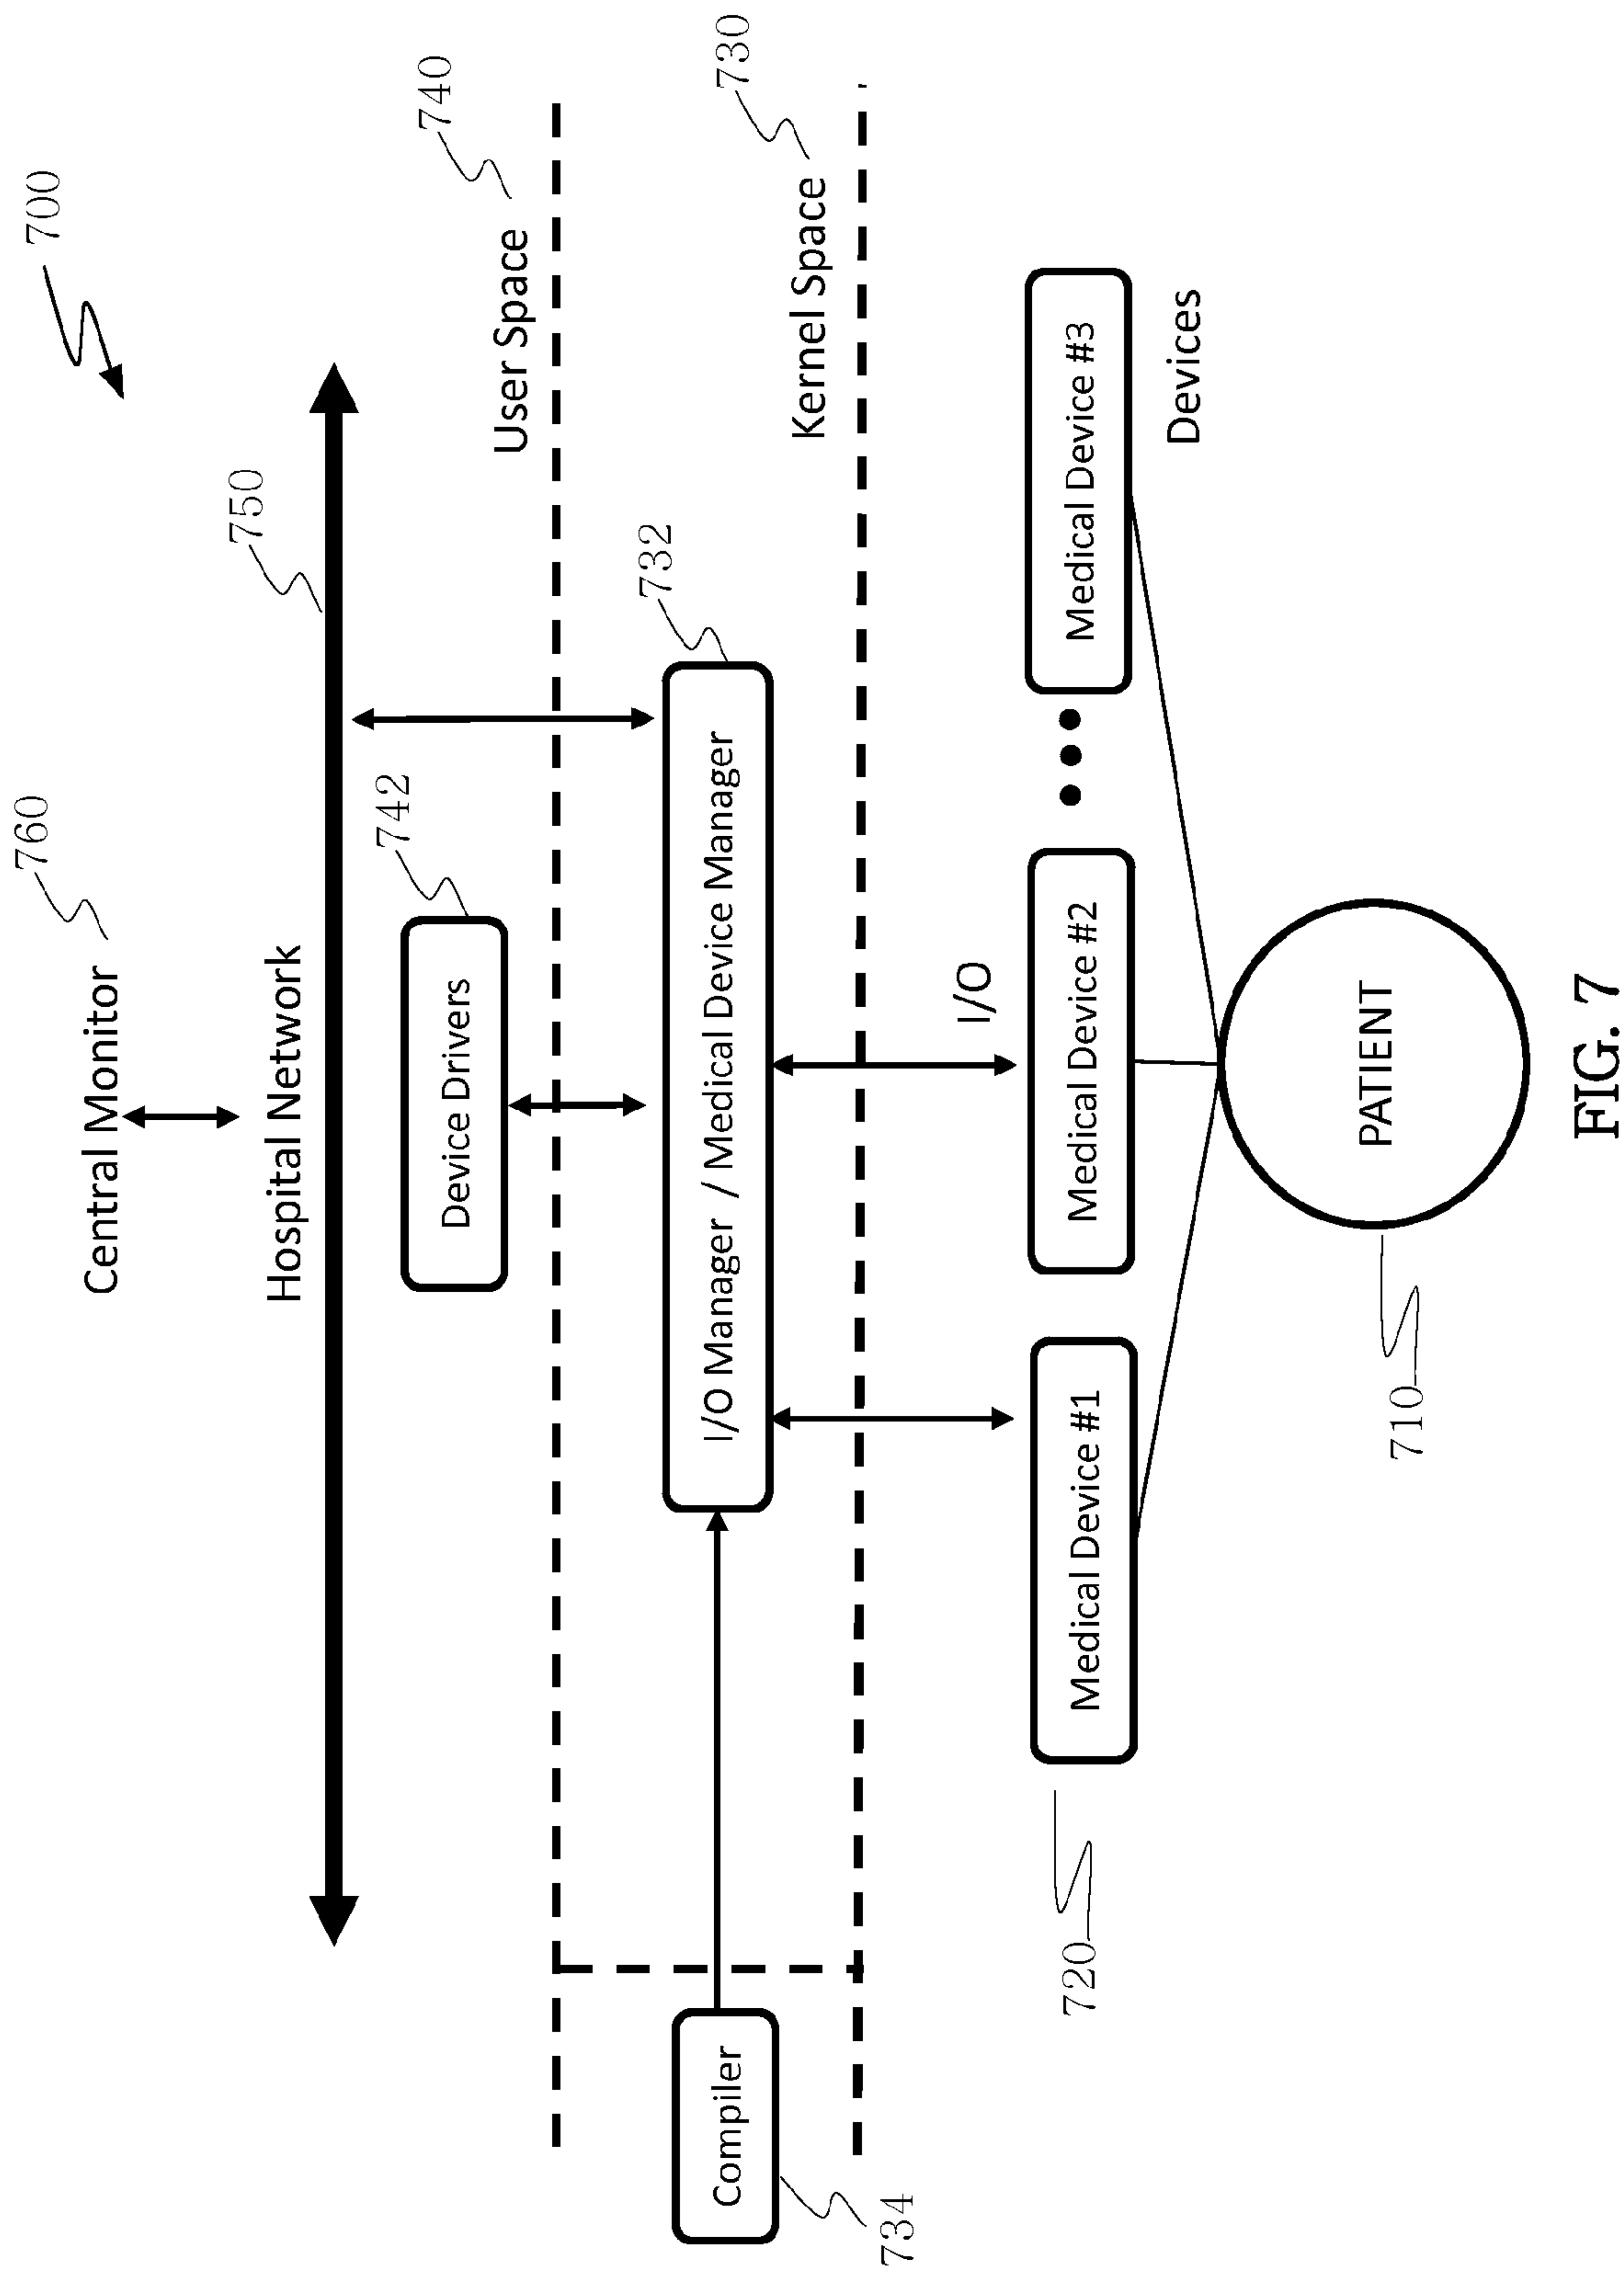 700
760
Central Monitor
Hospital Network
750
742
Device Drivers
User Space
740
732
I/O Manager / Medical Device Manager
Compiler
734
Kernel Space
730
I/O
Medical Device #1
Medical Device #2
Medical Device #3
720
Devices
PATIENT
710
FIG. 7